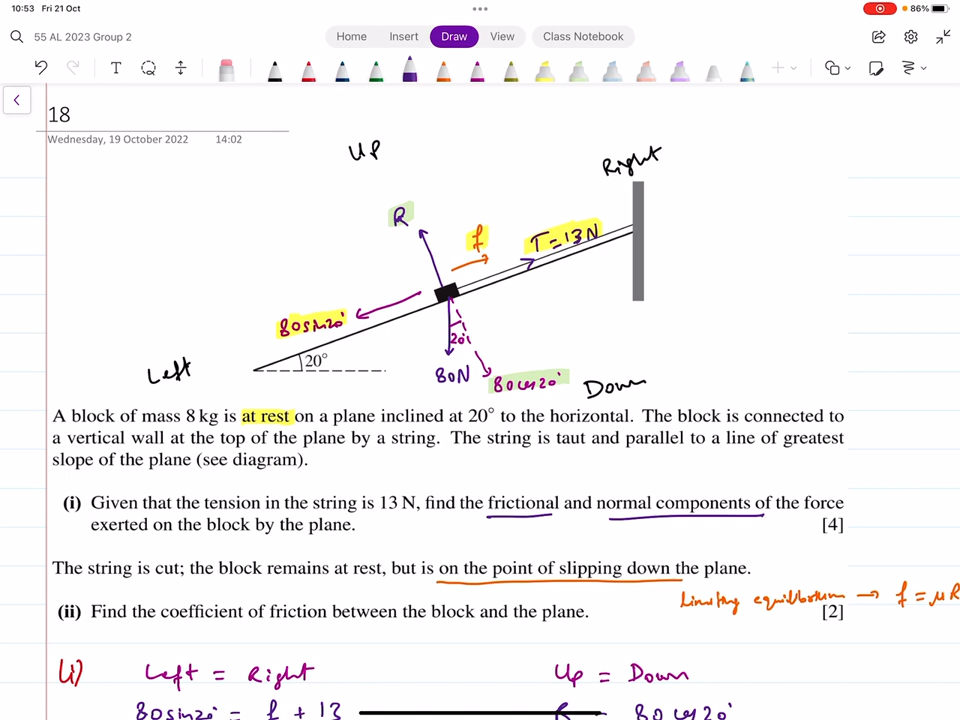 10:53 Fri 21 Oct
86%
55 AL 2023 Group 2
Home Insert Draw View Class Notebook
T
18
Wednesday, 19 October 2022 14:02
Up
Right
R
f
T = 13N
80sin20°
20°
20°
Left
80N
80cos20°
Down
A block of mass 8 kg is at rest on a plane inclined at 20° to the horizontal. The block is connected to
a vertical wall at the top of the plane by a string. The string is taut and parallel to a line of greatest
slope of the plane (see diagram).
(i) Given that the tension in the string is 13 N, find the frictional and normal components of the force
exerted on the block by the plane. [4]
The string is cut; the block remains at rest, but is on the point of slipping down the plane.
Limiting equilibrium → f = μR
(ii) Find the coefficient of friction between the block and the plane. [2]
(i) Left = Right Up = Down
80sin20° = f + 13 R 80cos20°